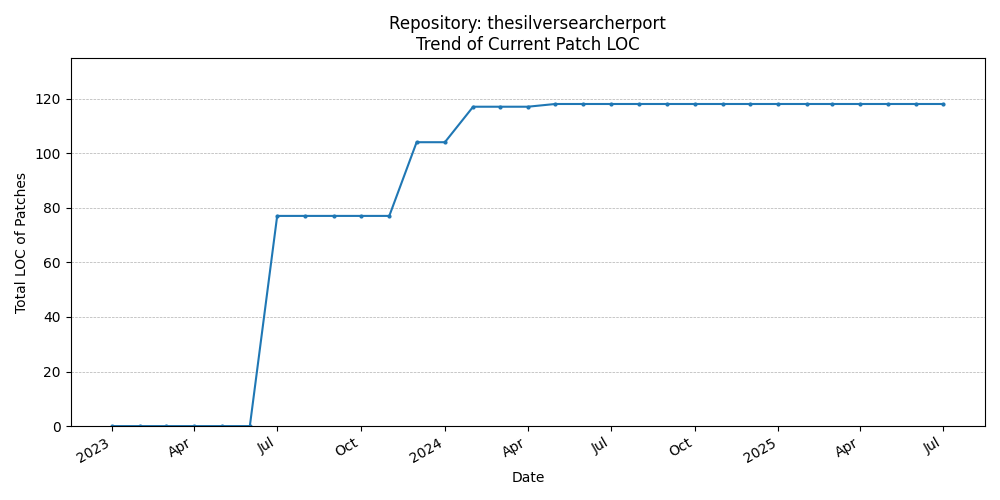 Repository: thesilversearcherport
Trend of Current Patch LOC
Total LOC of Patches
120
100
80
60
40
20
0
2023
Apr
Jul
Oct
2024
Apr
Jul
Oct
2025
Apr
Jul
Date